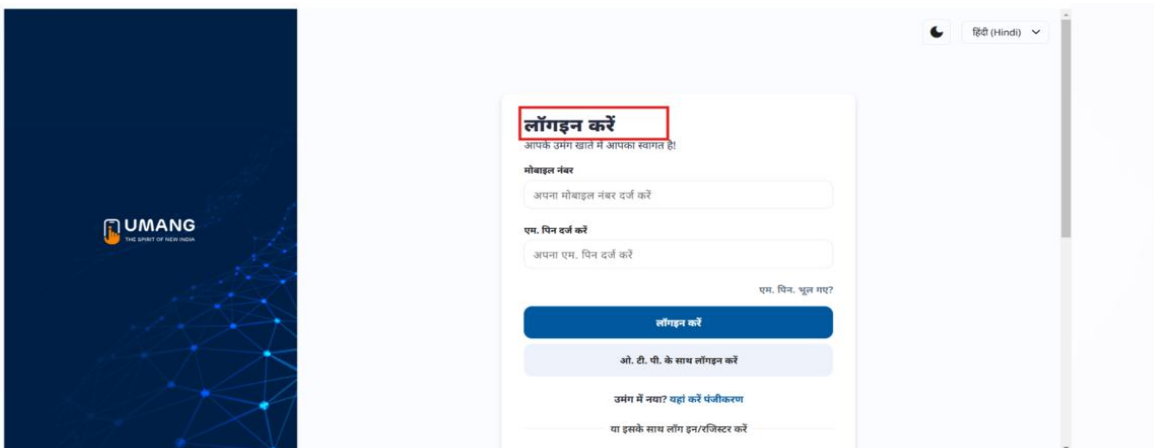 हिंदी (Hindi)
लॉगइन करें
आपके उमंग खाते में आपका स्वागत है!
मोबाइल नंबर
अपना मोबाइल नंबर दर्ज करें
UMANG
THE SPIRIT OF NEW INDIA
एम. पिन दर्ज करें
अपना एम. पिन दर्ज करें
एम. पिन. भूल गए?
लॉगइन करें
ओ. टी. पी. के साथ लॉगइन करें
उमंग में नया? यहां करें पंजीकरण
या इसके साथ लॉग इन/रजिस्टर करें